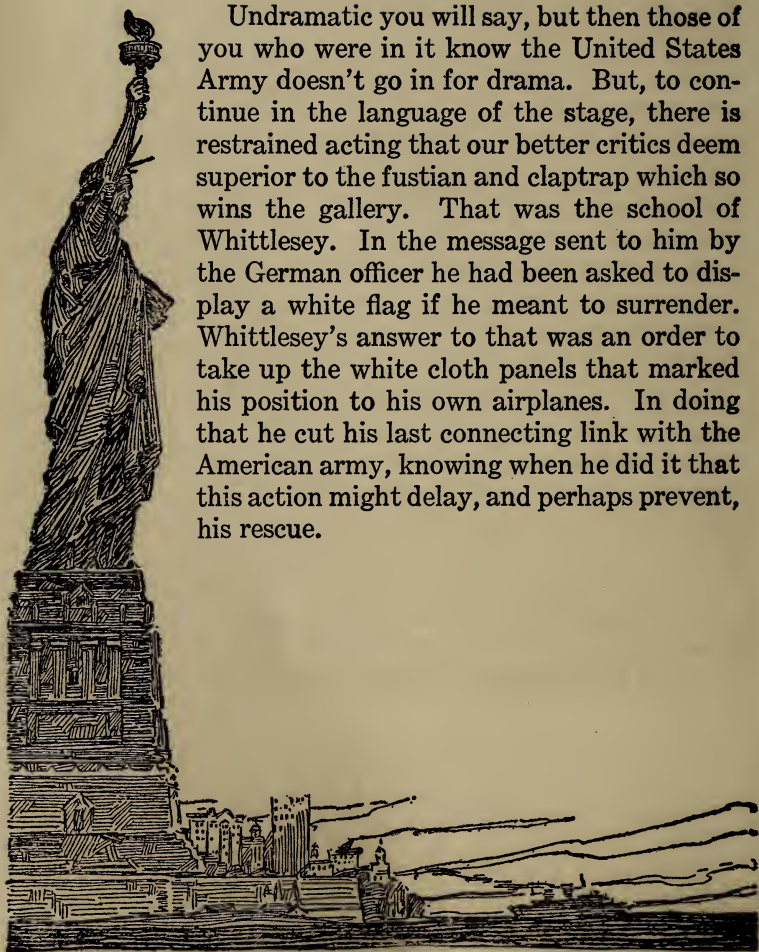 Undramatic you will say, but then those of
you who were in it know the United States
Army doesn't go in for drama. But, to con-
tinue in the language of the stage, there is
restrained acting that our better critics deem
superior to the fustian and claptrap which so
wins the gallery. That was the school of
Whittlesey. In the message sent to him by
the German officer he had been asked to dis-
play a white flag if he meant to surrender.
Whittlesey's answer to that was an order to
take up the white cloth panels that marked
his position to his own airplanes. In doing
that he cut his last connecting link with the
American army, knowing when he did it that
this action might delay, and perhaps prevent,
his rescue.